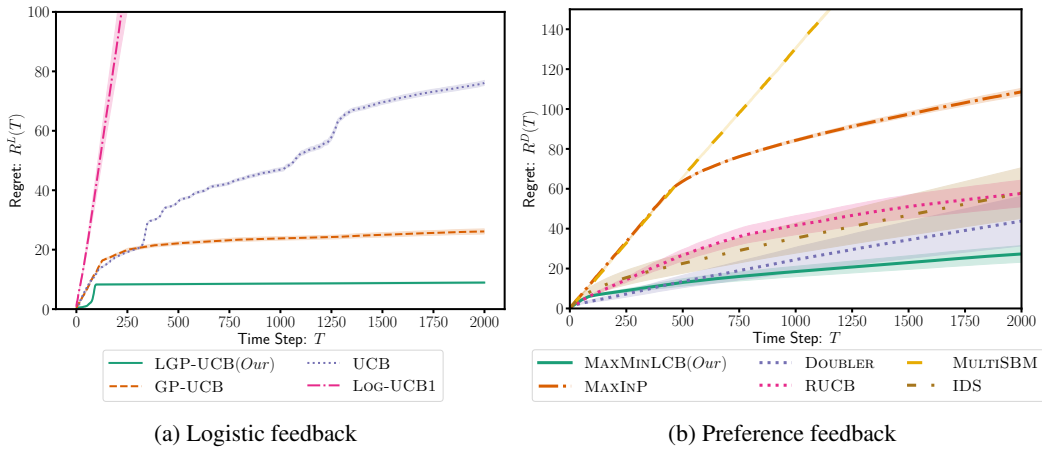 100
80
60
40
20
0
Regret: R^L(T)
0 250 500 750 1000 1250 1500 1750 2000
Time Step: T
LGP-UCB(Our) UCB
GP-UCB LOG-UCB1
(a) Logistic feedback
140
120
100
80
60
40
20
0
Regret: R^D(T)
0 250 500 750 1000 1250 1500 1750 2000
Time Step: T
MAXMINLCB(Our) DOUBLER MULTISBM
MAXINP RUCB IDS
(b) Preference feedback